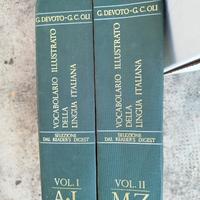 G. DEVOTO-G. C. OLI
VOCABOLARIO ILLUSTRATO
DELLA
LINGUA ITALIANA
SELEZIONE
DAL READER'S DIGEST
VOL. I
A-L
G. DEVOTO-G. C. OLI
VOCABOLARIO ILLUSTRATO
DELLA
LINGUA ITALIANA
SELEZIONE
DAL READER'S DIGEST
VOL. II
M-Z